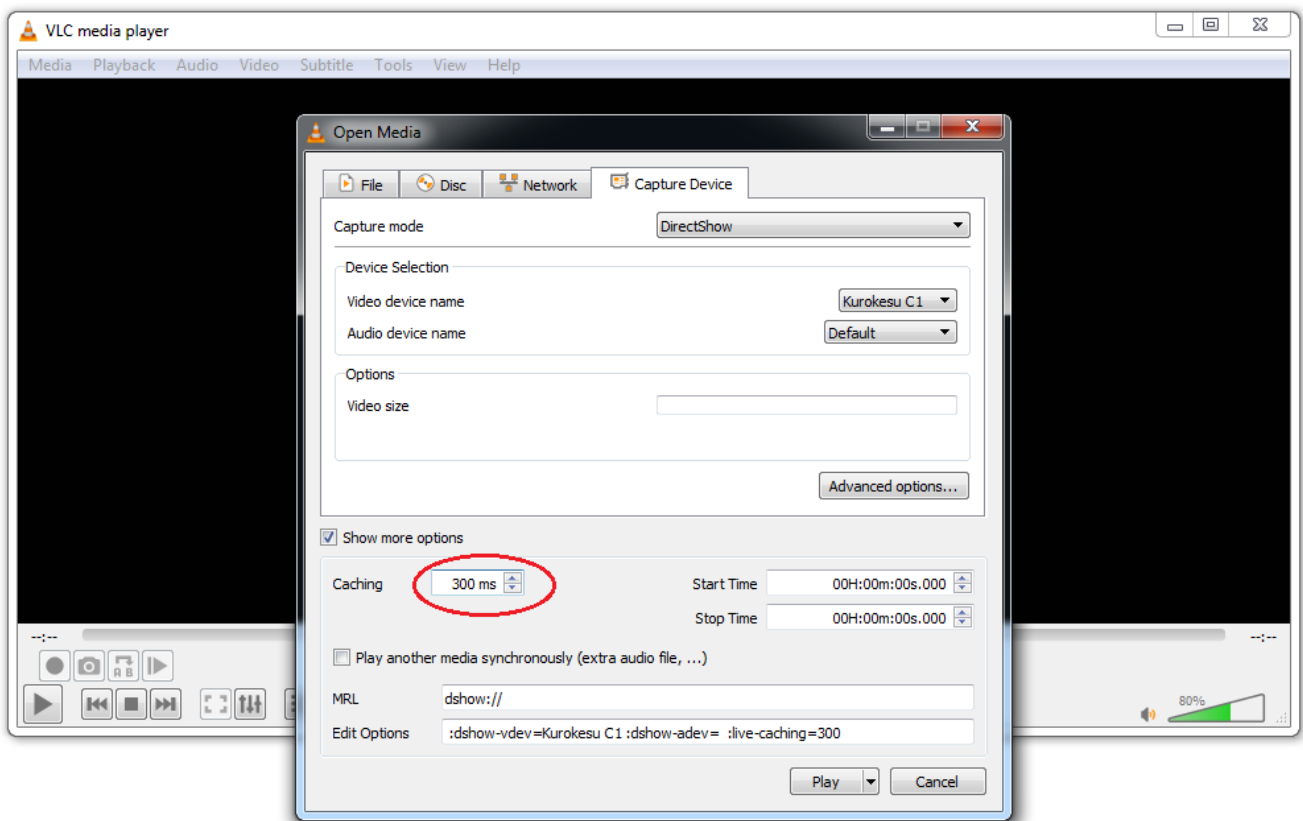 VLC media player
Media Playback Audio Video Subtitle Tools View Help
Open Media
File Disc Network Capture Device
Capture mode DirectShow
Device Selection
Video device name Kurokesu C1
Audio device name Default
Options
Video size
Advanced options...
Show more options
Caching 300 ms Start Time 00H:00m:00s.000
Stop Time 00H:00m:00s.000
--:-- --:--
Play another media synchronously (extra audio file, ...)
A B
MRL dshow://
80%
Edit Options :dshow-vdev=Kurokesu C1 :dshow-adev= :live-caching=300
Play Cancel